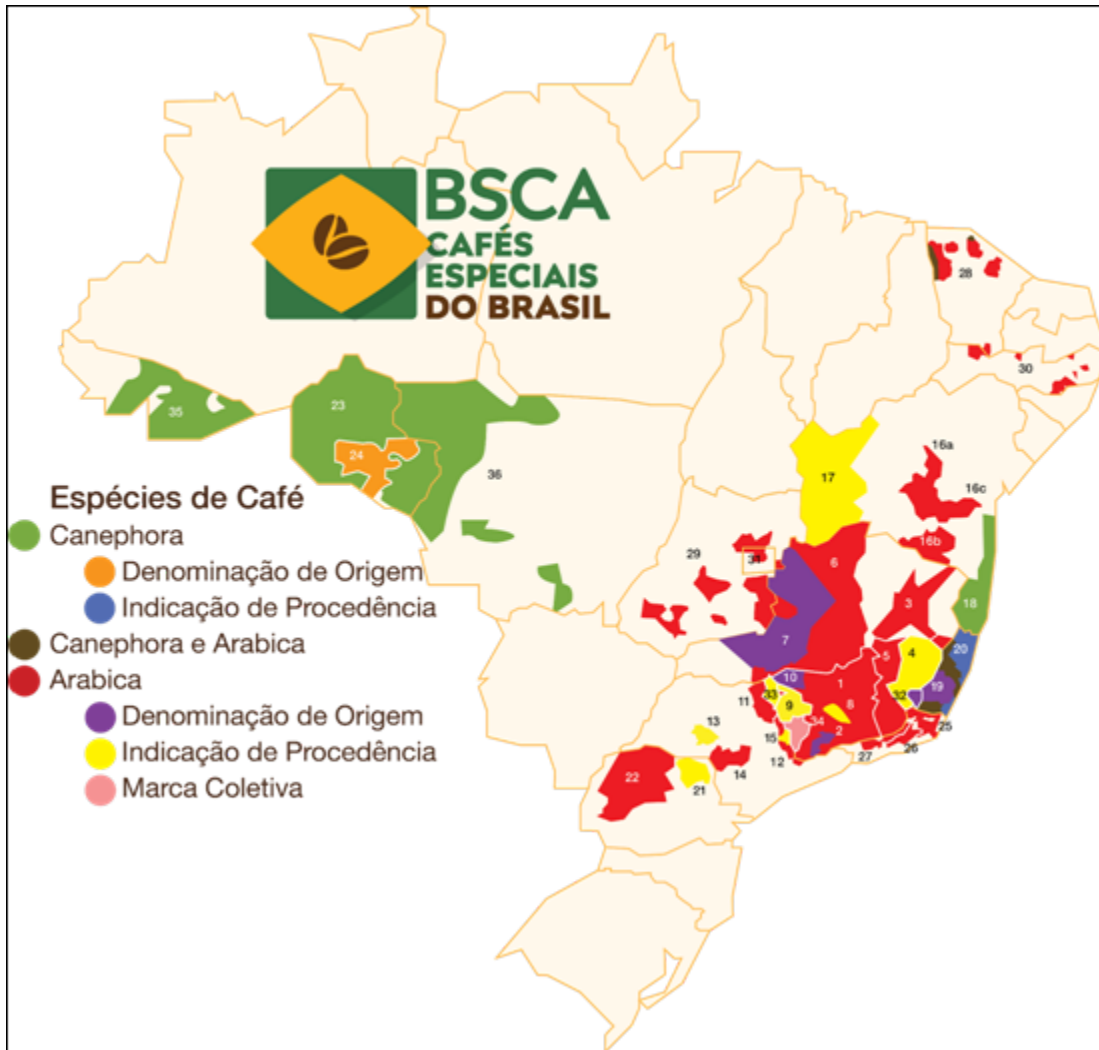 BSCA
CAFÉS
ESPECIAIS
DO BRASIL
28
30
35
23
24
36
17
16a
16c
16b
29
31
6
3
18
7
5
4
20
10
1
19
11
33
9
8
32
34
2
25
13
15
26
14
12
27
22
21
Espécies de Café
Canephora
Denominação de Origem
Indicação de Procedência
Canephora e Arabica
Arabica
Denominação de Origem
Indicação de Procedência
Marca Coletiva